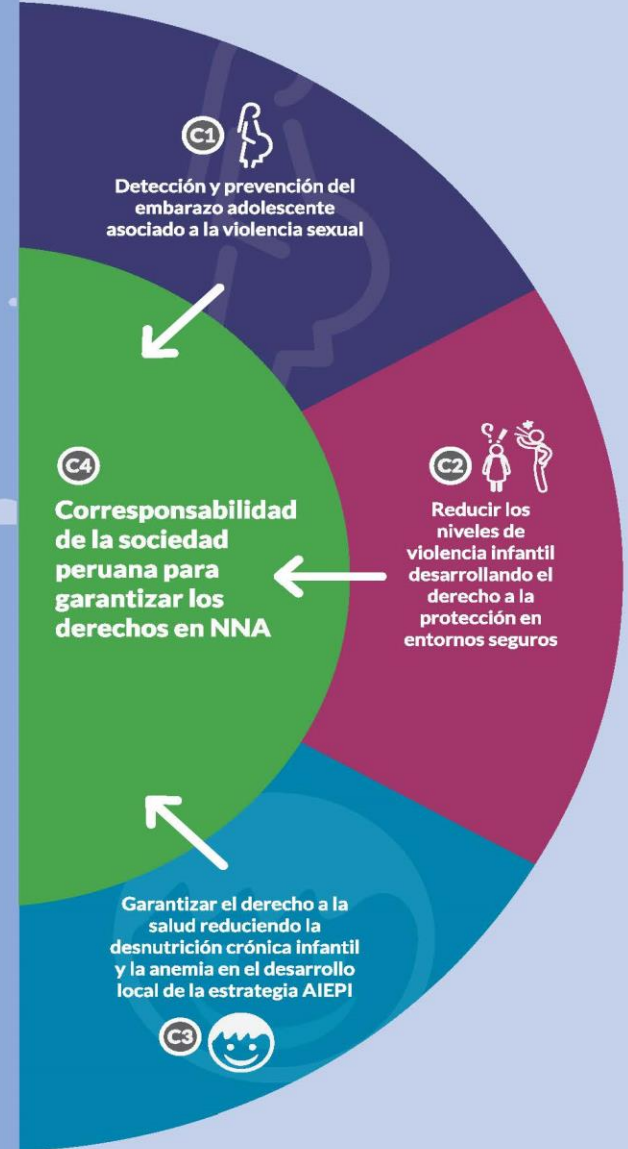 C1
Detección y prevención del
embarazo adolescente
asociado a la violencia sexual
C4
Corresponsabilidad
de la sociedad
peruana para
garantizar los
derechos en NNA
C2
Reducir los
niveles de
violencia infantil
desarrollando el
derecho a la
protección en
entornos seguros
Garantizar el derecho a la
salud reduciendo la
desnutrición crónica infantil
y la anemia en el desarrollo
local de la estrategia AIEPI
C3